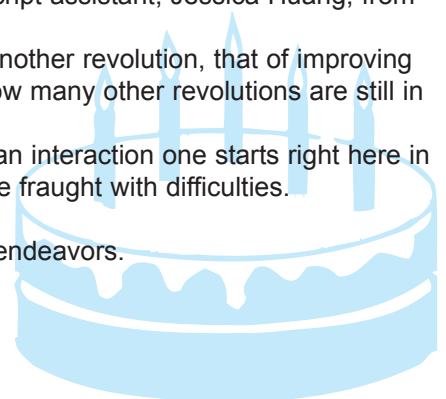 ript assistant, Jessica Huang, from
nother revolution, that of improving
ow many other revolutions are still in
an interaction one starts right here in
e fraught with difficulties.
endeavors.